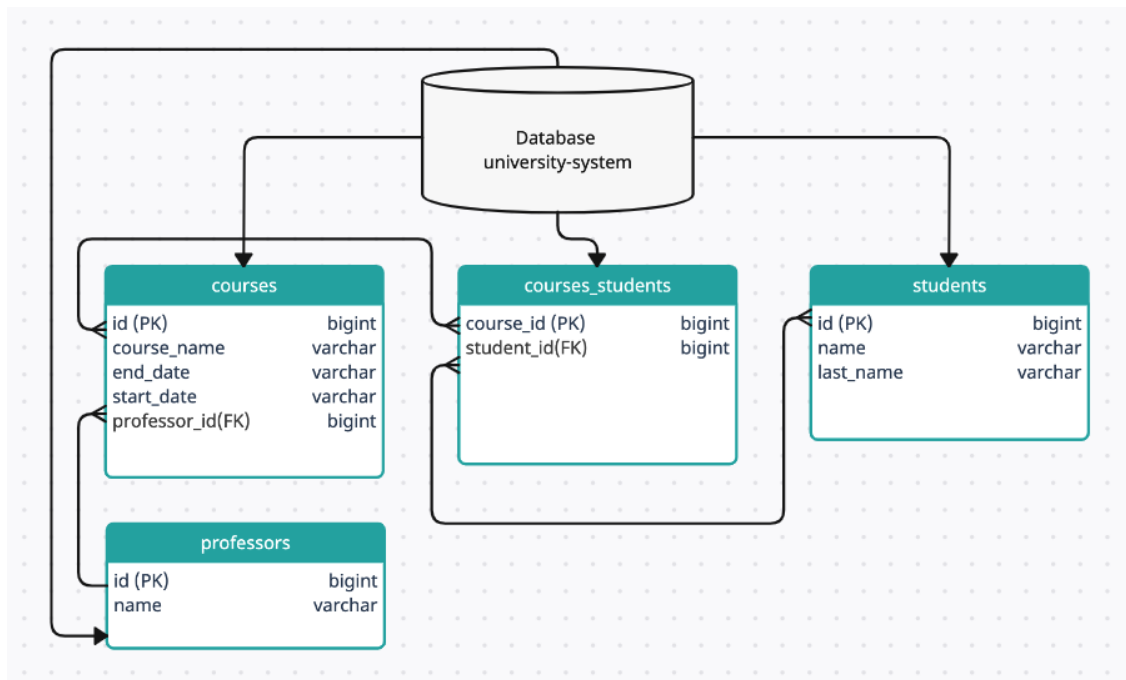 Database
university-system
courses
id (PK) bigint
course_name varchar
end_date varchar
start_date varchar
professor_id(FK) bigint
courses_students
course_id (PK) bigint
student_id(FK) bigint
students
id (PK) bigint
name varchar
last_name varchar
professors
id (PK) bigint
name varchar